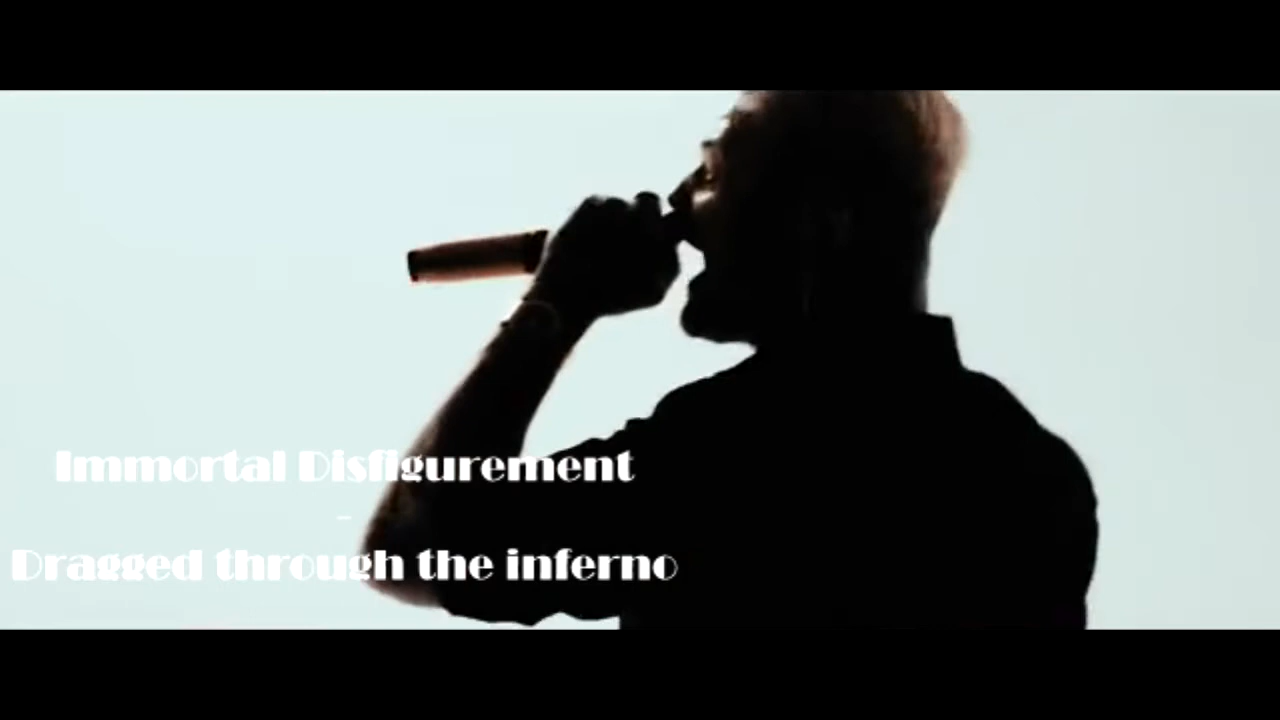 Immortal Disfigurement
-
Dragged through the inferno